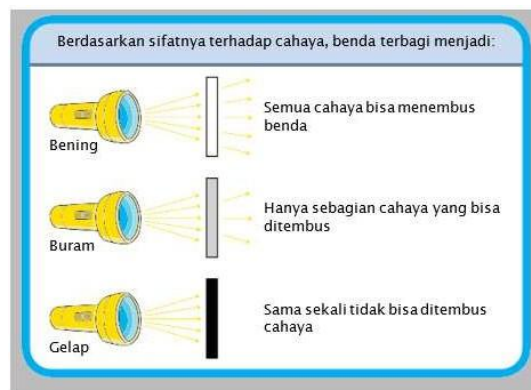 Berdasarkan sifatnya terhadap cahaya, benda terbagi menjadi:
Bening
Semua cahaya bisa menembus
benda
Buram
Hanya sebagian cahaya yang bisa
ditembus
Gelap
Sama sekali tidak bisa ditembus
cahaya